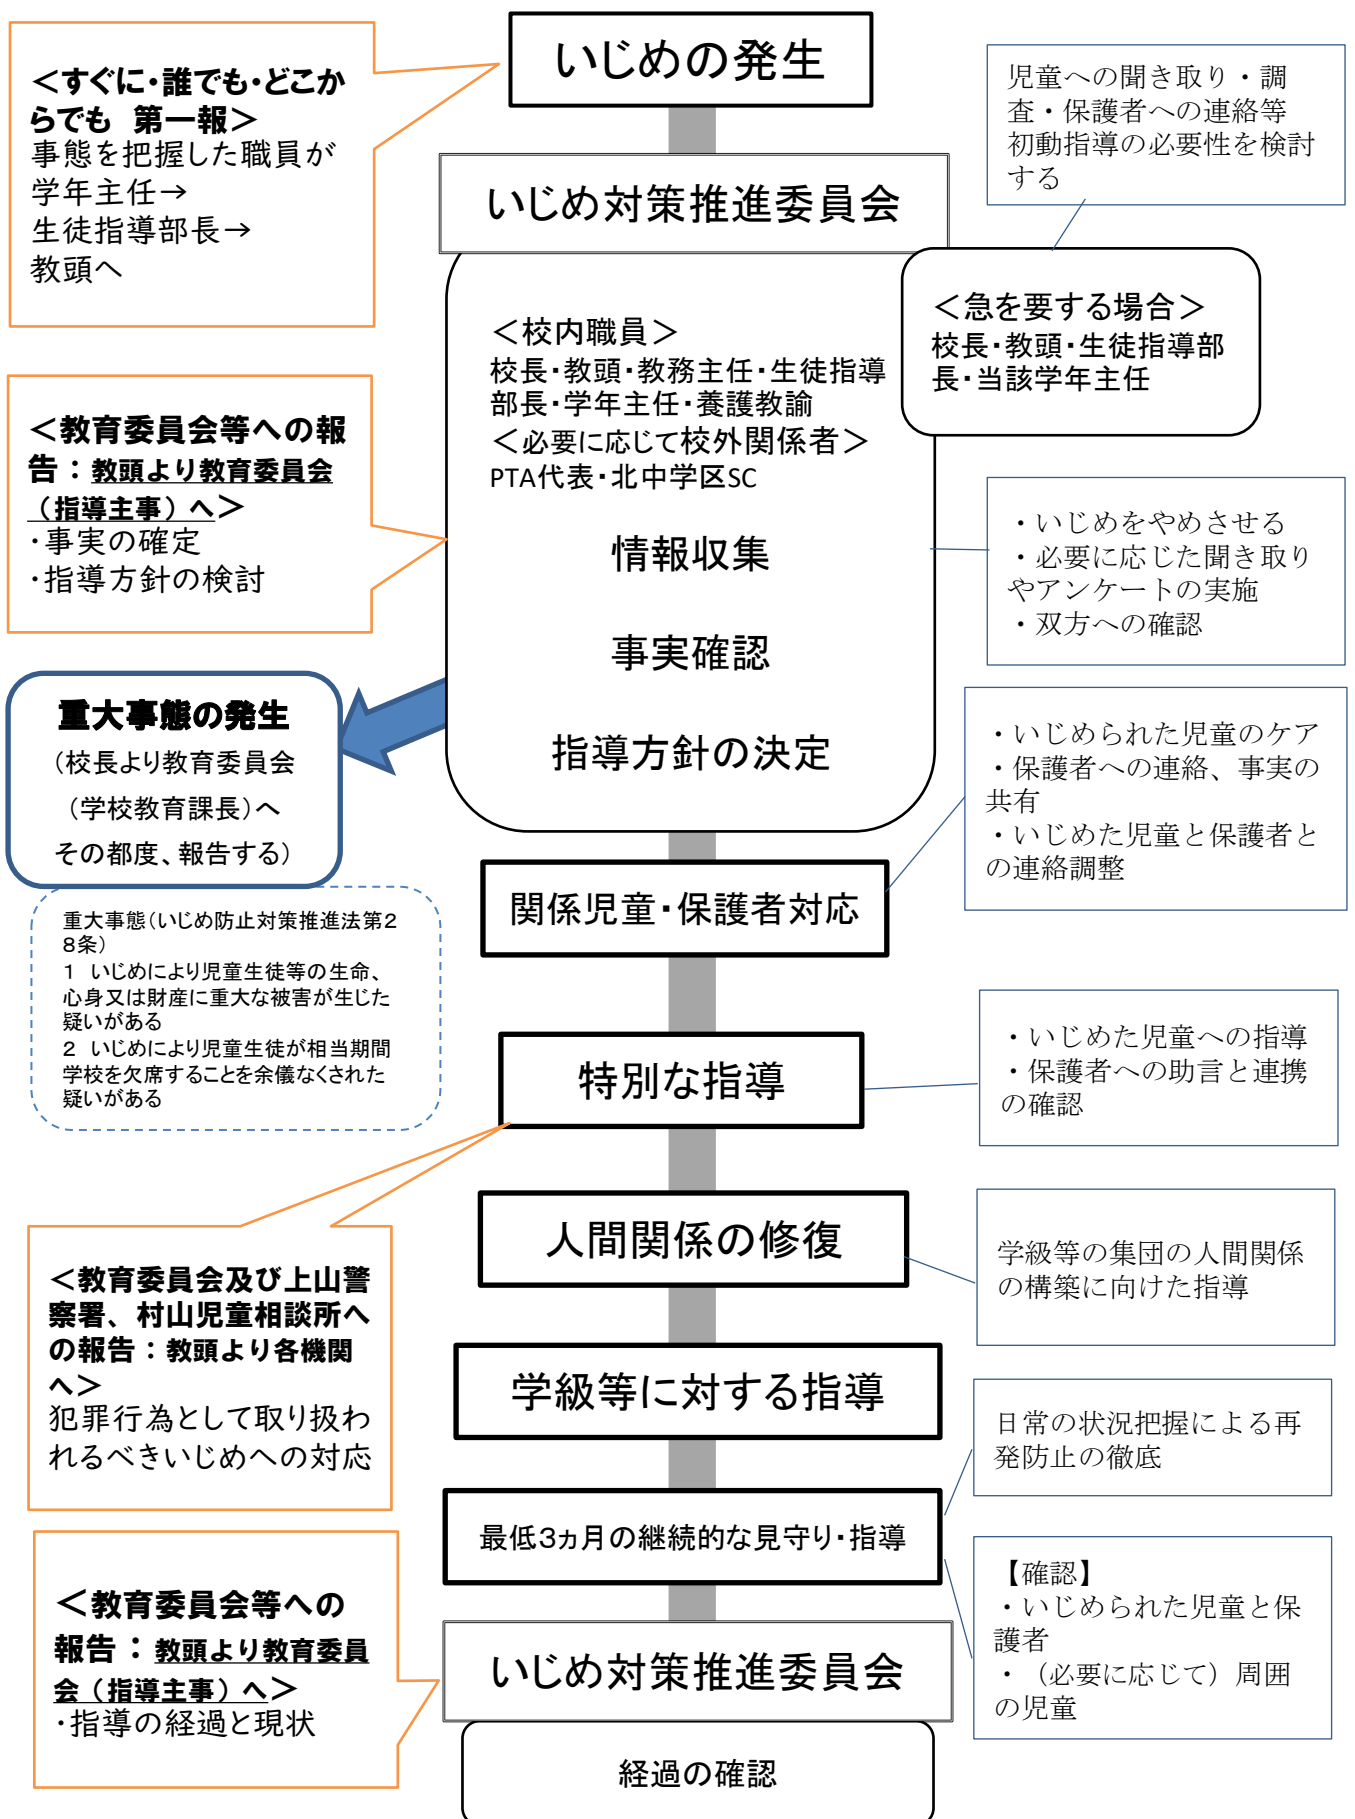 いじめの発生
＜すぐに・誰でも・どこか
らでも 第一報＞
事態を把握した職員が
学年主任→
生徒指導部長→
教頭へ
児童への聞き取り・調
査・保護者への連絡等
初動指導の必要性を検討
する
いじめ対策推進委員会
＜急を要する場合＞
校長・教頭・生徒指導部
長・当該学年主任
＜校内職員＞
校長・教頭・教務主任・生徒指導
部長・学年主任・養護教諭
＜必要に応じて校外関係者＞
PTA代表・北中学区SC
情報収集
事実確認
指導方針の決定
＜教育委員会等への報
告：教頭より教育委員会
（指導主事）へ＞
・事実の確定
・指導方針の検討
・いじめをやめさせる
・必要に応じた聞き取り
やアンケートの実施
・双方への確認
重大事態の発生
（校長より教育委員会
（学校教育課長）へ
その都度、報告する）
・いじめられた児童のケア
・保護者への連絡、事実の
共有
・いじめた児童と保護者と
の連絡調整
関係児童・保護者対応
重大事態（いじめ防止対策推進法第２
８条）
１ いじめにより児童生徒等の生命、
心身又は財産に重大な被害が生じた
疑いがある
２ いじめにより児童生徒が相当期間
学校を欠席することを余儀なくされた
疑いがある
特別な指導
・いじめた児童への指導
・保護者への助言と連携
の確認
人間関係の修復
学級等の集団の人間関係
の構築に向けた指導
＜教育委員会及び上山警
察署、村山児童相談所へ
の報告：教頭より各機関
へ＞
犯罪行為として取り扱わ
れるべきいじめへの対応
学級等に対する指導
日常の状況把握による再
発防止の徹底
最低３ヵ月の継続的な見守り・指導
【確認】
・いじめられた児童と保
護者
・（必要に応じて）周囲
の児童
＜教育委員会等への
報告：教頭より教育委員
会（指導主事）へ＞
・指導の経過と現状
いじめ対策推進委員会
経過の確認